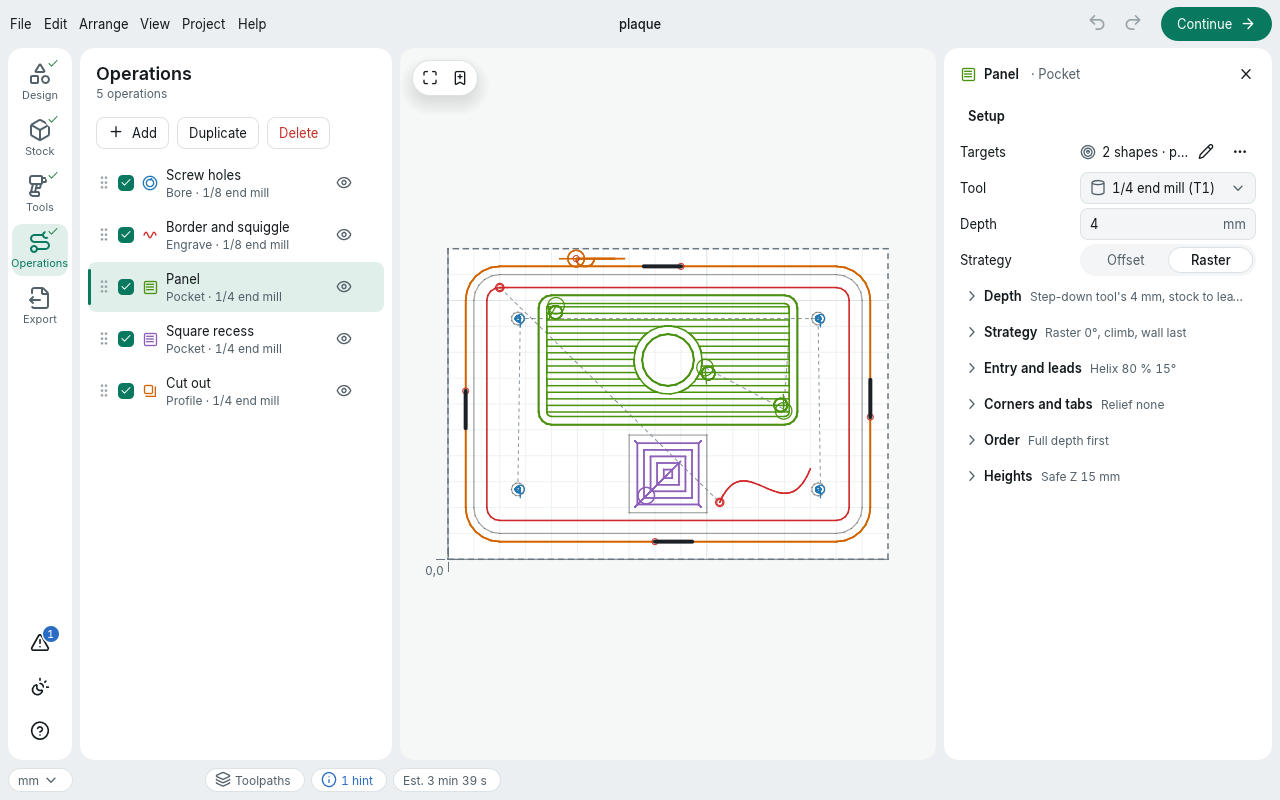 File Edit Arrange View Project Help
plaque
Continue
Design
Stock
Tools
Operations
Export
1
Operations
5 operations
Add
Duplicate
Delete
Screw holes
Bore · 1/8 end mill
Border and squiggle
Engrave · 1/8 end mill
Panel
Pocket · 1/4 end mill
Square recess
Pocket · 1/4 end mill
Cut out
Profile · 1/4 end mill
0,0
Panel · Pocket
Setup
Targets 2 shapes · p...
Tool 1/4 end mill (T1)
Depth 4 mm
Strategy Offset Raster
Depth Step-down tool's 4 mm, stock to lea...
Strategy Raster 0°, climb, wall last
Entry and leads Helix 80 % 15°
Corners and tabs Relief none
Order Full depth first
Heights Safe Z 15 mm
mm
Toolpaths
1 hint
Est. 3 min 39 s